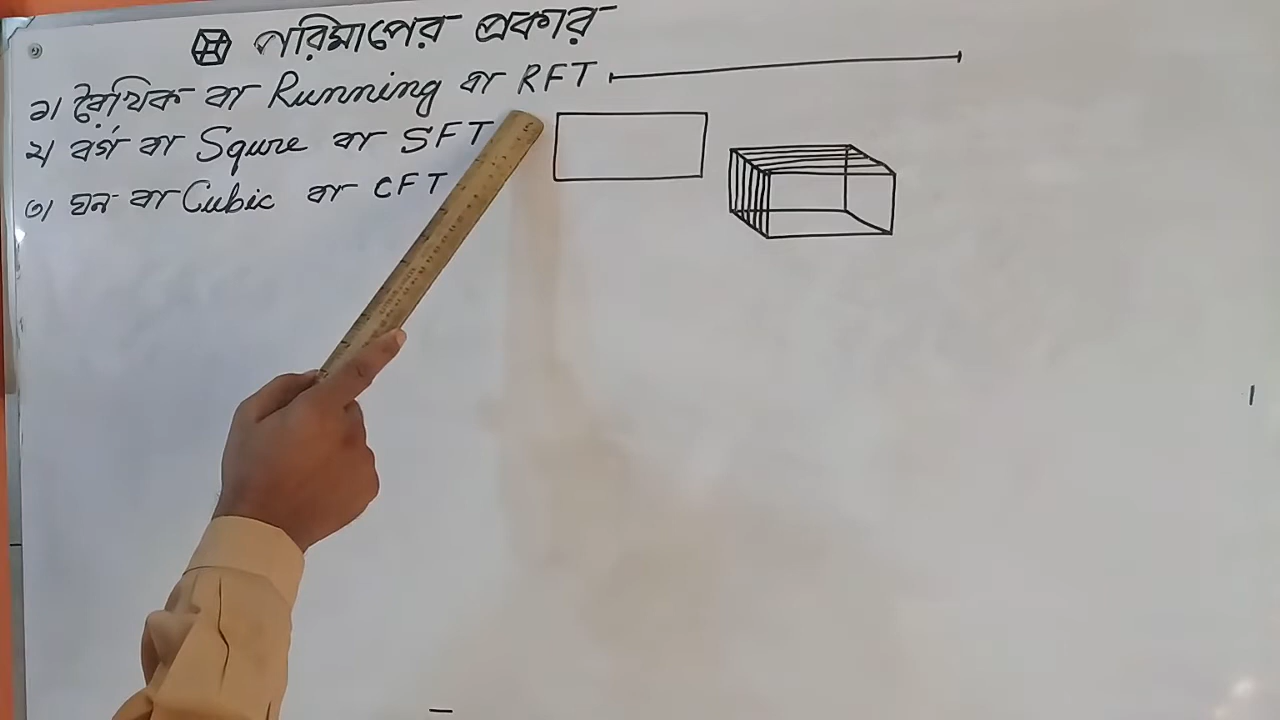 পরিমাপের প্রকার
১। রৈখিক বা Running বা RFT
২। বর্গ বা Squre বা SFT
৩। ঘন বা Cubic বা CFT